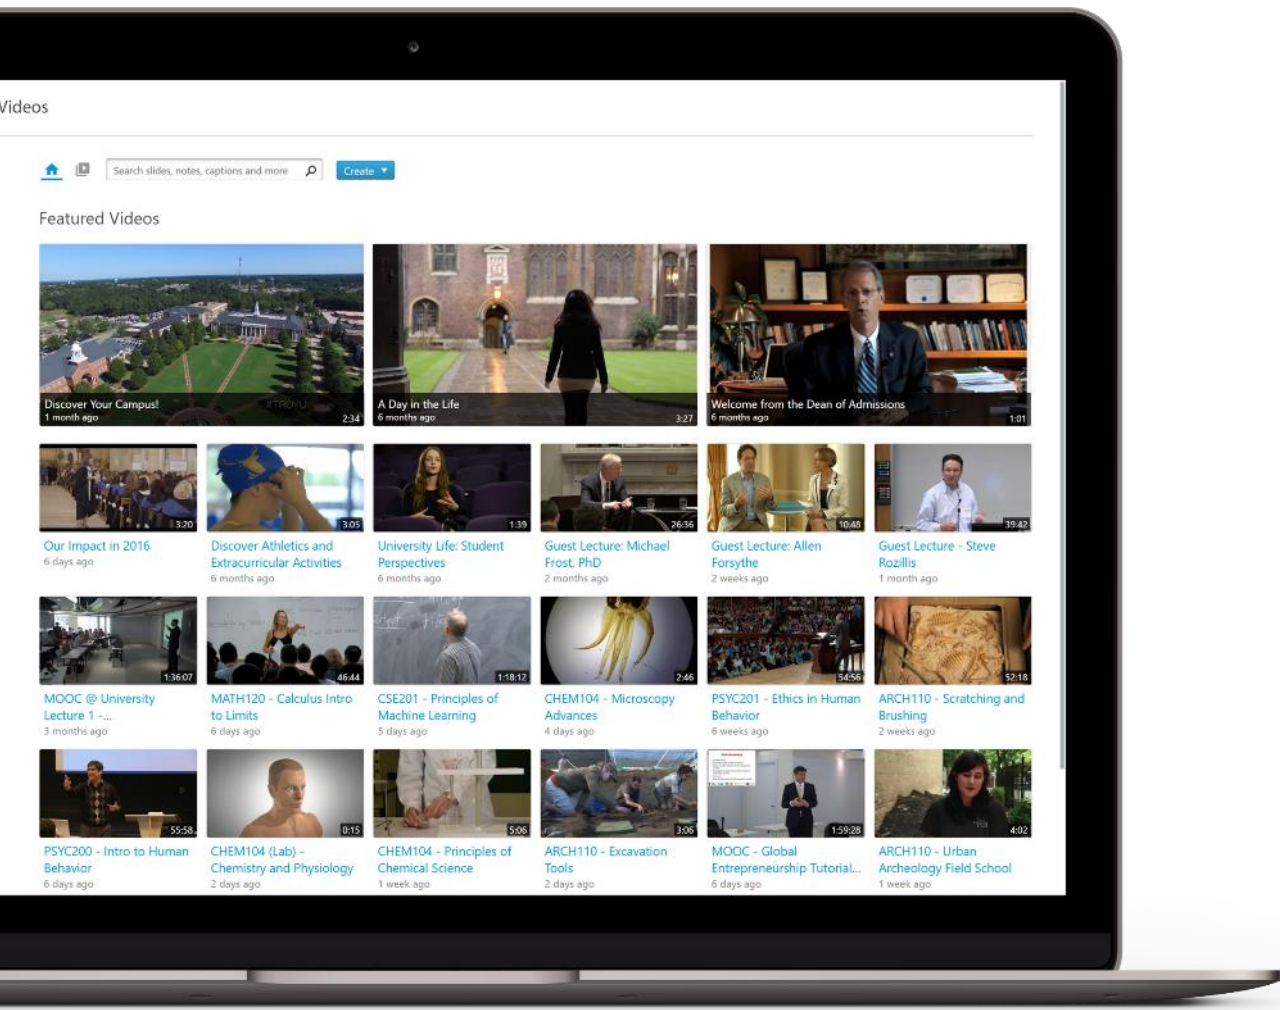 Videos
Search slides, notes, captions and more
Create
Featured Videos
Discover Your Campus!
1 month ago
2:34
A Day in the Life
6 months ago
3:27
Welcome from the Dean of Admissions
6 months ago
1:01
3:20
Our Impact in 2016
6 days ago
3:05
Discover Athletics and
Extracurricular Activities
6 months ago
1:39
University Life: Student
Perspectives
6 months ago
26:36
Guest Lecture: Michael
Frost, PhD
2 months ago
10:48
Guest Lecture: Allen
Forsythe
2 weeks ago
39:42
Guest Lecture - Steve
Rozillis
1 month ago
1:36:07
MOOC @ University
Lecture 1 -...
3 months ago
46:44
MATH120 - Calculus Intro
to Limits
6 days ago
1:18:12
CSE201 - Principles of
Machine Learning
5 days ago
2:46
CHEM104 - Microscopy
Advances
4 days ago
54:56
PSYC201 - Ethics in Human
Behavior
6 weeks ago
52:18
ARCH110 - Scratching and
Brushing
2 weeks ago
55:58
PSYC200 - Intro to Human
Behavior
6 days ago
0:15
CHEM104 (Lab) -
Chemistry and Physiology
2 days ago
5:06
CHEM104 - Principles of
Chemical Science
1 week ago
3:06
ARCH110 - Excavation
Tools
2 days ago
1:59:28
MOOC - Global
Entrepreneurship Tutorial...
6 days ago
4:02
ARCH110 - Urban
Archeology Field School
1 week ago